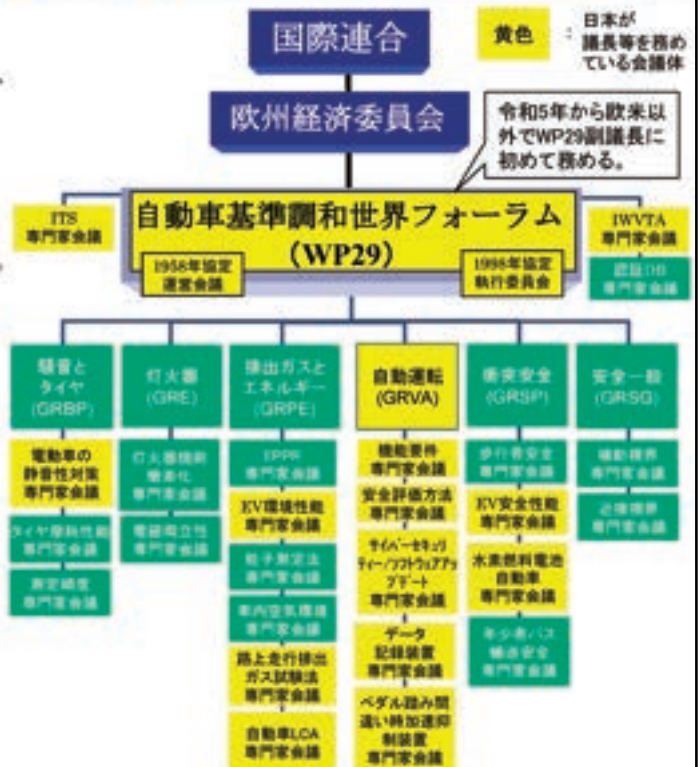 国際連合
黄色
：
日本が
議長等を務め
ている会議体
欧州経済委員会
令和5年から欧米以
外でWP29副議長に
初めて務める。
ITS
専門家会議
自動車基準調和世界フォーラム
（WP29）
1958年協定
運営会議
1998年協定
執行委員会
IWVTA
専門家会議
認証DB
専門家会議
騒音と
タイヤ
(GRBP)
灯火器
(GRE)
排出ガスと
エネルギー
(GRPE)
自動運転
(GRVA)
衝突安全
(GRSP)
安全一般
(GRSG)
電動車の
静音性対策
専門家会議
タイヤ摩耗性能
専門家会議
専門家会議
灯火器
簡素化
専門家会議
電磁両立性
専門家会議
EPPR
専門家会議
EV環境性能
専門家会議
粒子測定法
専門家会議
車内空気環境
専門家会議
路上走行排出
ガス試験法
専門家会議
自動車LCA
専門家会議
機能要件
専門家会議
安全評価方法
専門家会議
サイバーセキュリ
ティー/ソフトウェアアッ
プデート
専門家会議
データ
記録装置
専門家会議
ペダル踏み間
違い時加速抑
制装置
専門家会議
歩行者安全
専門家会議
EV安全性能
専門家会議
水素燃料電池
自動車
専門家会議
年少者バス
輸送安全
専門家会議
補助視界
専門家会議
近接視界
専門家会議